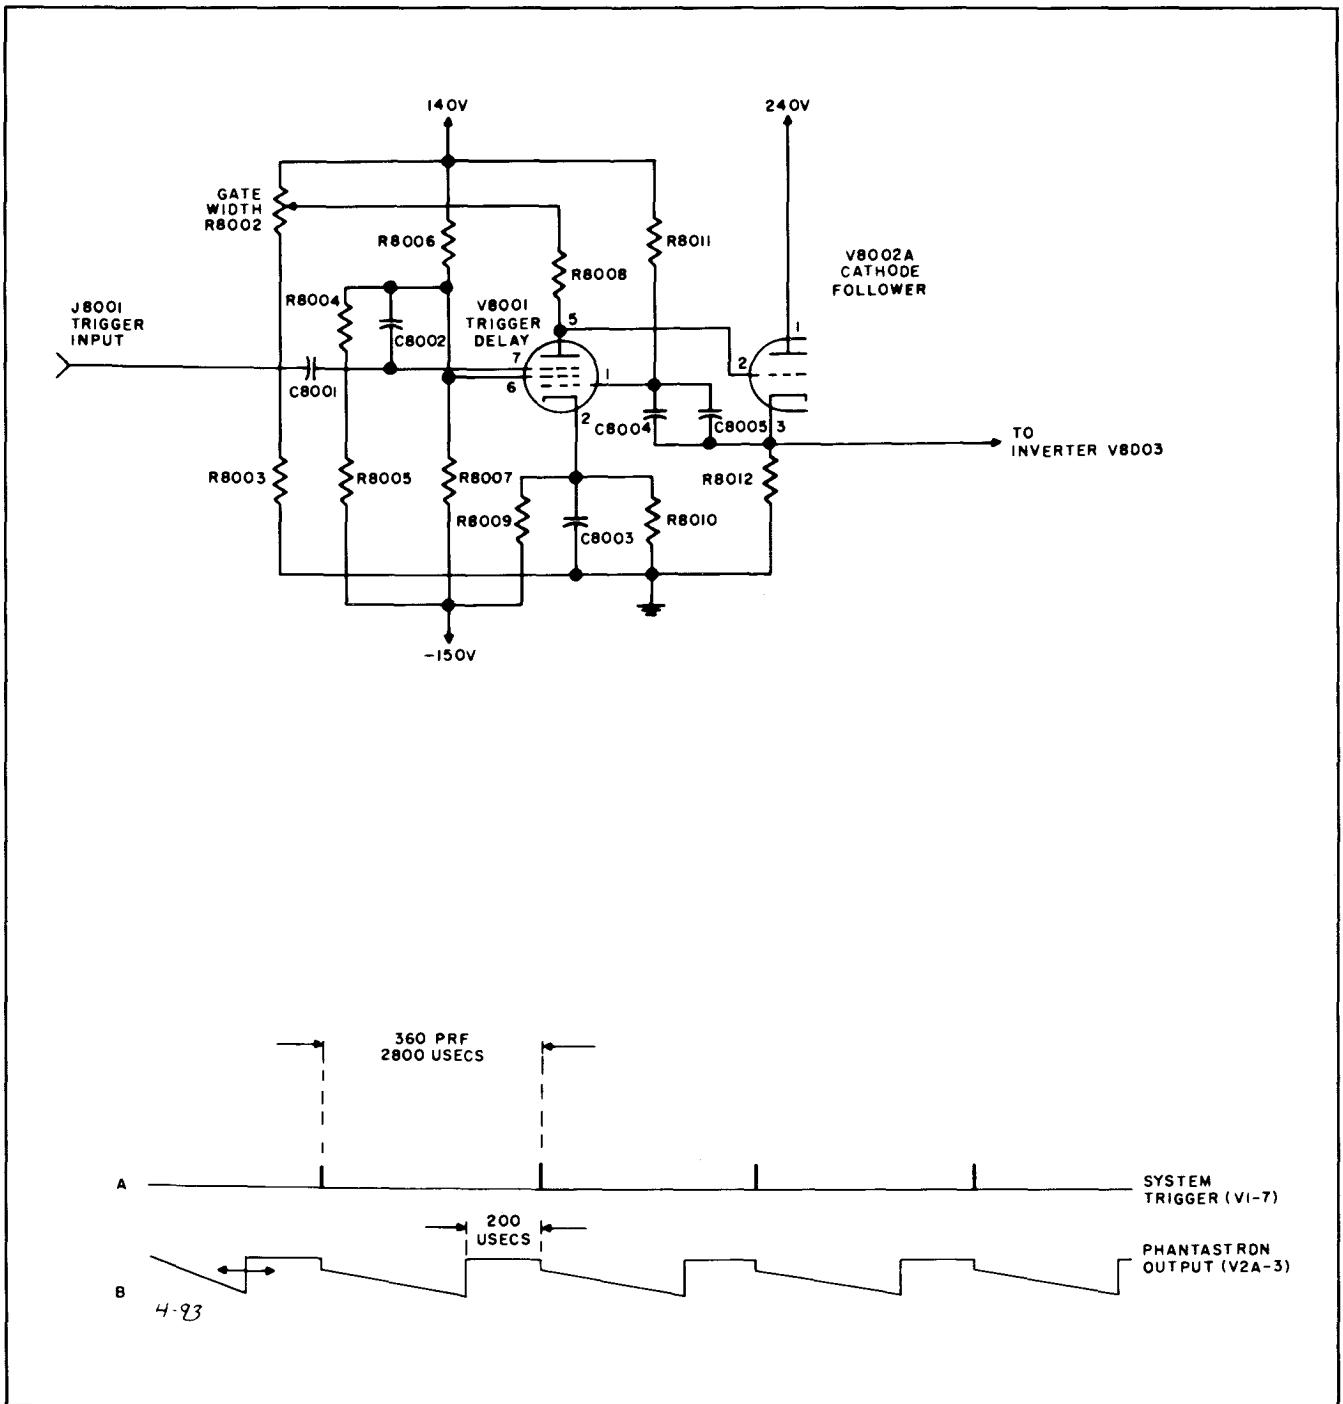 140V
240V
GATE
WIDTH
R8002
R8006
R8011
R8008
V8002A
CATHODE
FOLLOWER
J8001
TRIGGER
INPUT
R8004
C8002
V8001
TRIGGER
DELAY
5
7
6
1
2
1
2
3
C8001
C8004
C8005
TO
INVERTER V8D03
R8003
R8005
R8007
R8009
C8003
R8010
R8012
-150V
360 PRF
2800 USECS
A
SYSTEM
TRIGGER (V1-7)
200
USECS
B
PHANTASTRDN
OUTPUT (V2A-3)
4-93